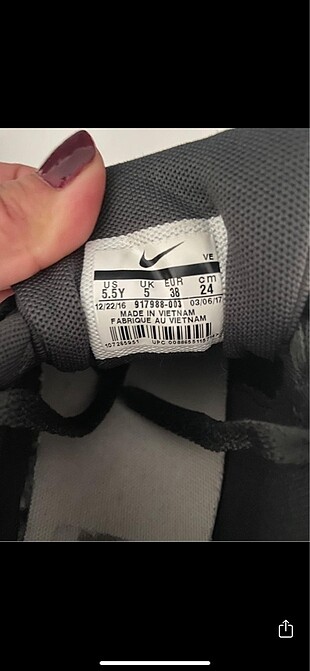 VE
US UK EUR cm
5.5Y 5 38 24
12/22/16 917988-003 03/06/17
MADE IN VIETNAM
FABRIQUE AU VIETNAM